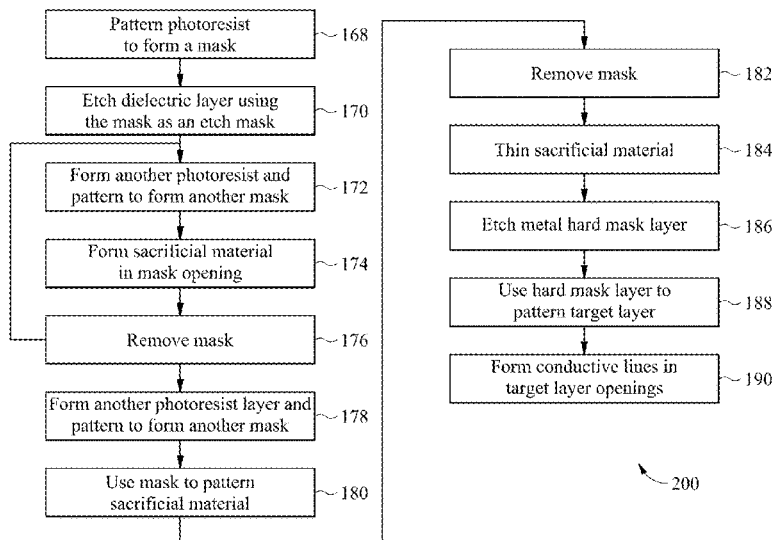 Pattern photoresist
to form a mask
168
Etch dielectric layer using
the mask as an etch mask
170
Form another photoresist and
pattern to form another mask
172
Form sacrificial material
in mask opening
174
Remove mask
176
Form another photoresist layer and
pattern to form another mask
178
Use mask to pattern
sacrificial material
180
Remove mask
182
Thin sacrificial material
184
Etch metal hard mask layer
186
Use hard mask layer to
pattern target layer
188
Form conductive lines in
target layer openings
190
200